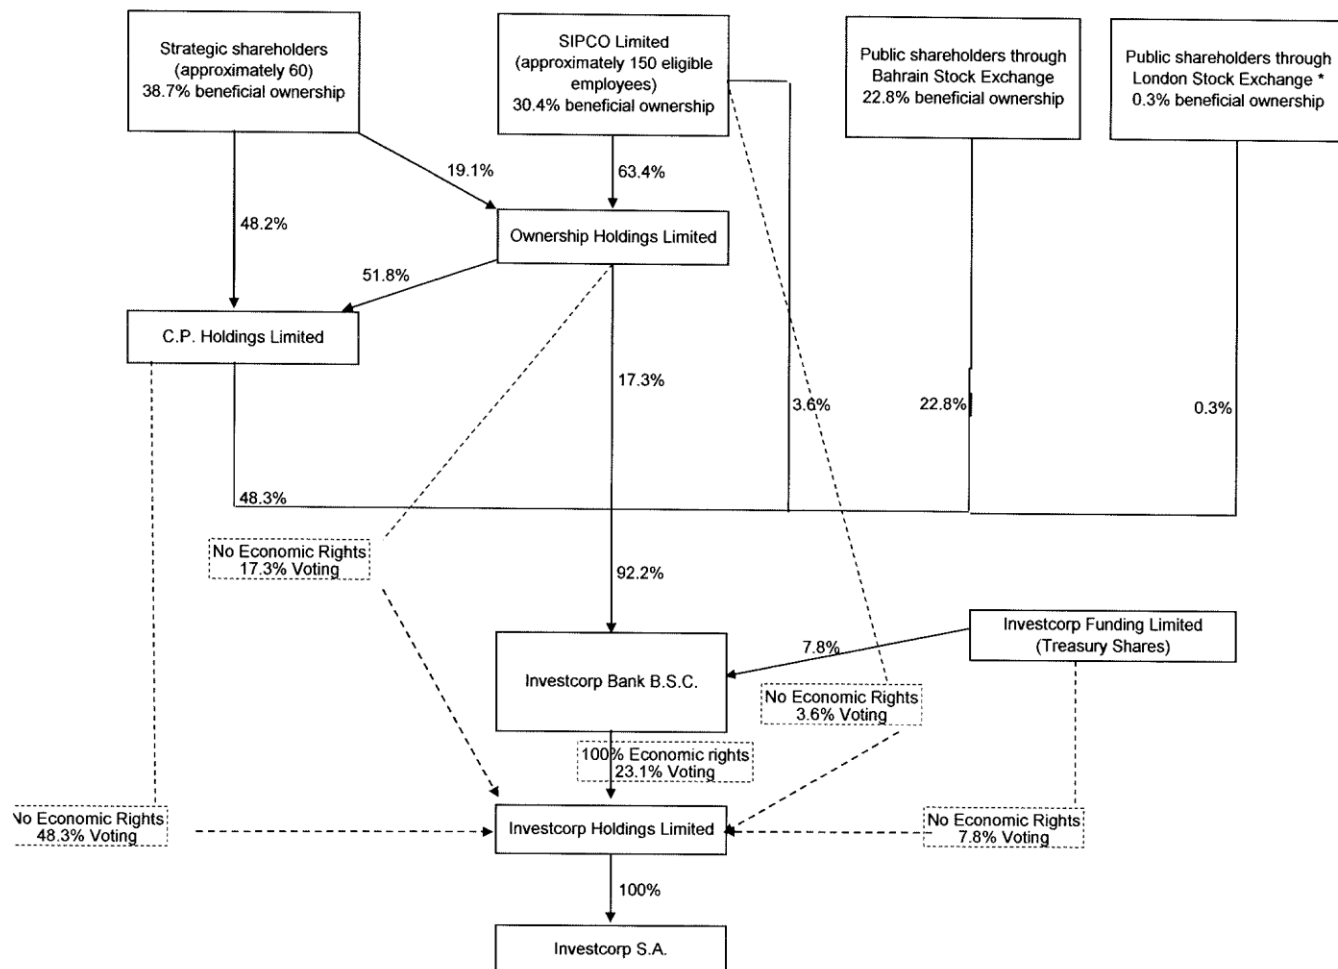 Strategic shareholders
(approximately 60)
38.7% beneficial ownership
SIPCO Limited
(approximately 150 eligible
employees)
30.4% beneficial ownership
Public shareholders through
Bahrain Stock Exchange
22.8% beneficial ownership
Public shareholders through
London Stock Exchange *
0.3% beneficial ownership
19.1%
63.4%
48.2%
Ownership Holdings Limited
51.8%
C.P. Holdings Limited
17.3%
3.6%
22.8%
0.3%
48.3%
No Economic Rights
17.3% Voting
92.2%
Investcorp Funding Limited
(Treasury Shares)
7.8%
Investcorp Bank B.S.C.
No Economic Rights
3.6% Voting
100% Economic rights
23.1% Voting
No Economic Rights
48.3% Voting
Investcorp Holdings Limited
No Economic Rights
7.8% Voting
100%
Investcorp S.A.